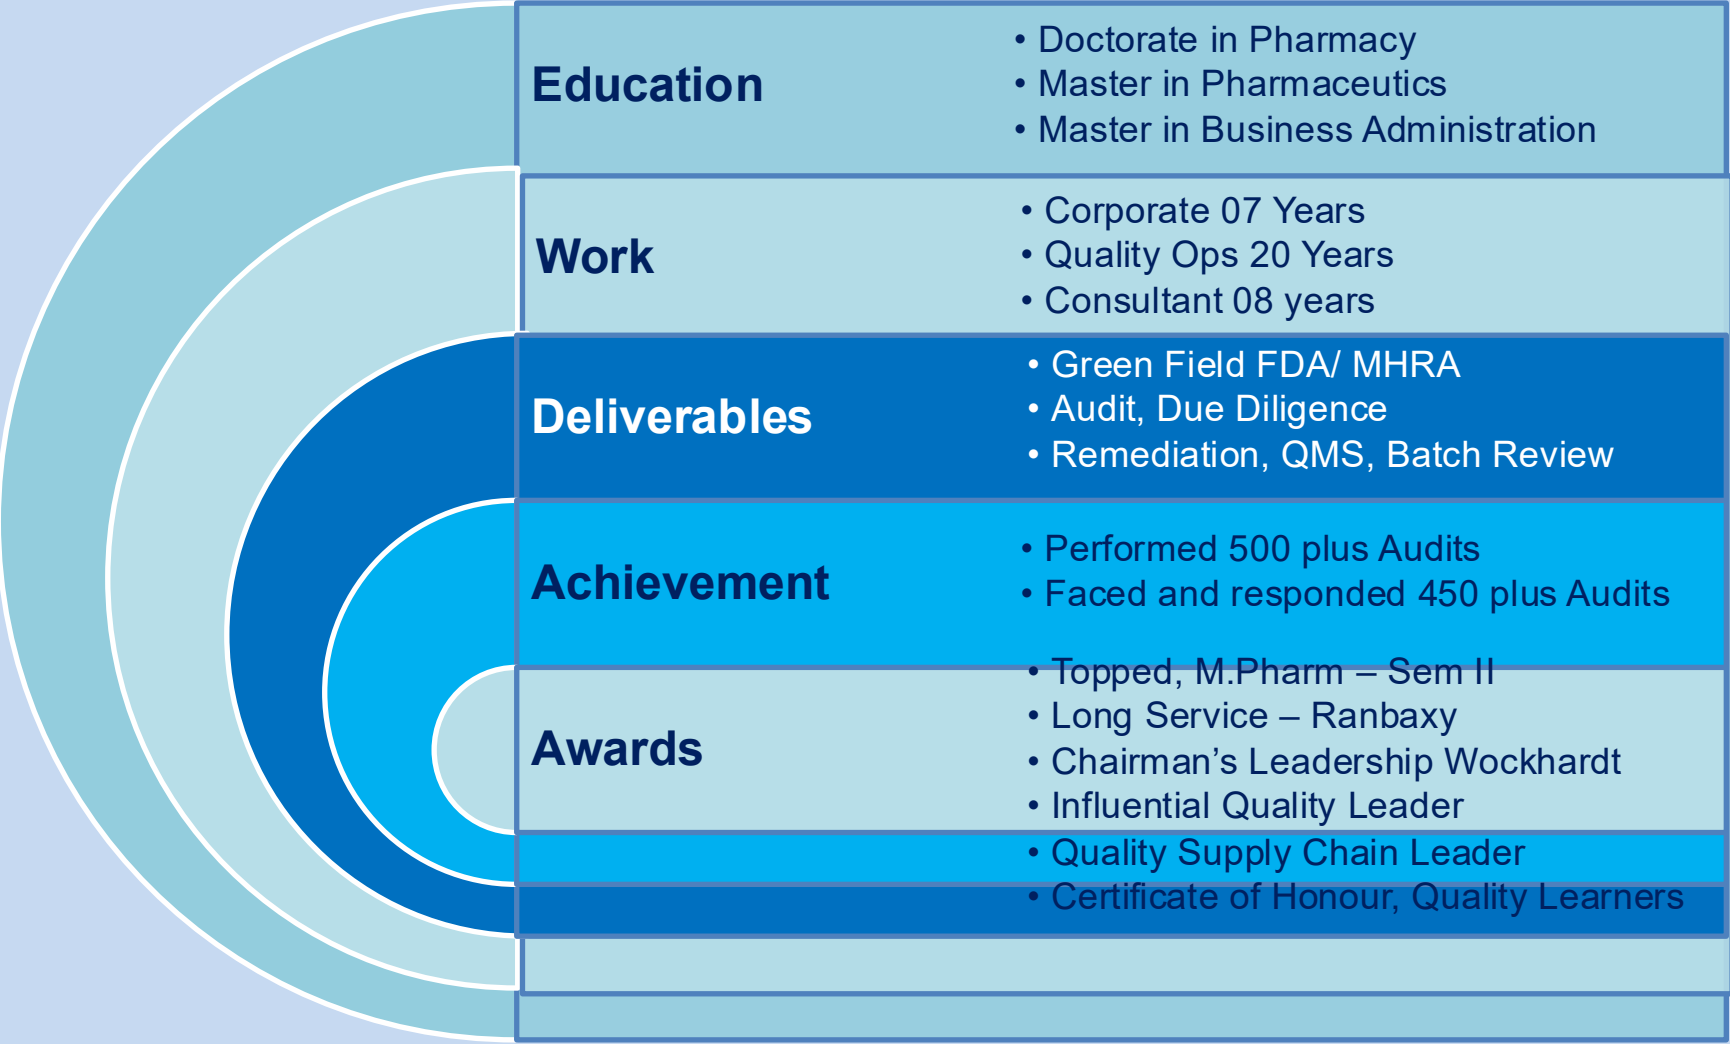 Education
• Doctorate in Pharmacy
• Master in Pharmaceutics
• Master in Business Administration
Work
• Corporate 07 Years
• Quality Ops 20 Years
• Consultant 08 years
Deliverables
• Green Field FDA/ MHRA
• Audit, Due Diligence
• Remediation, QMS, Batch Review
Achievement
• Performed 500 plus Audits
• Faced and responded 450 plus Audits
Awards
• Topped, M.Pharm – Sem II
• Long Service – Ranbaxy
• Chairman’s Leadership Wockhardt
• Influential Quality Leader
• Quality Supply Chain Leader
• Certificate of Honour, Quality Learners